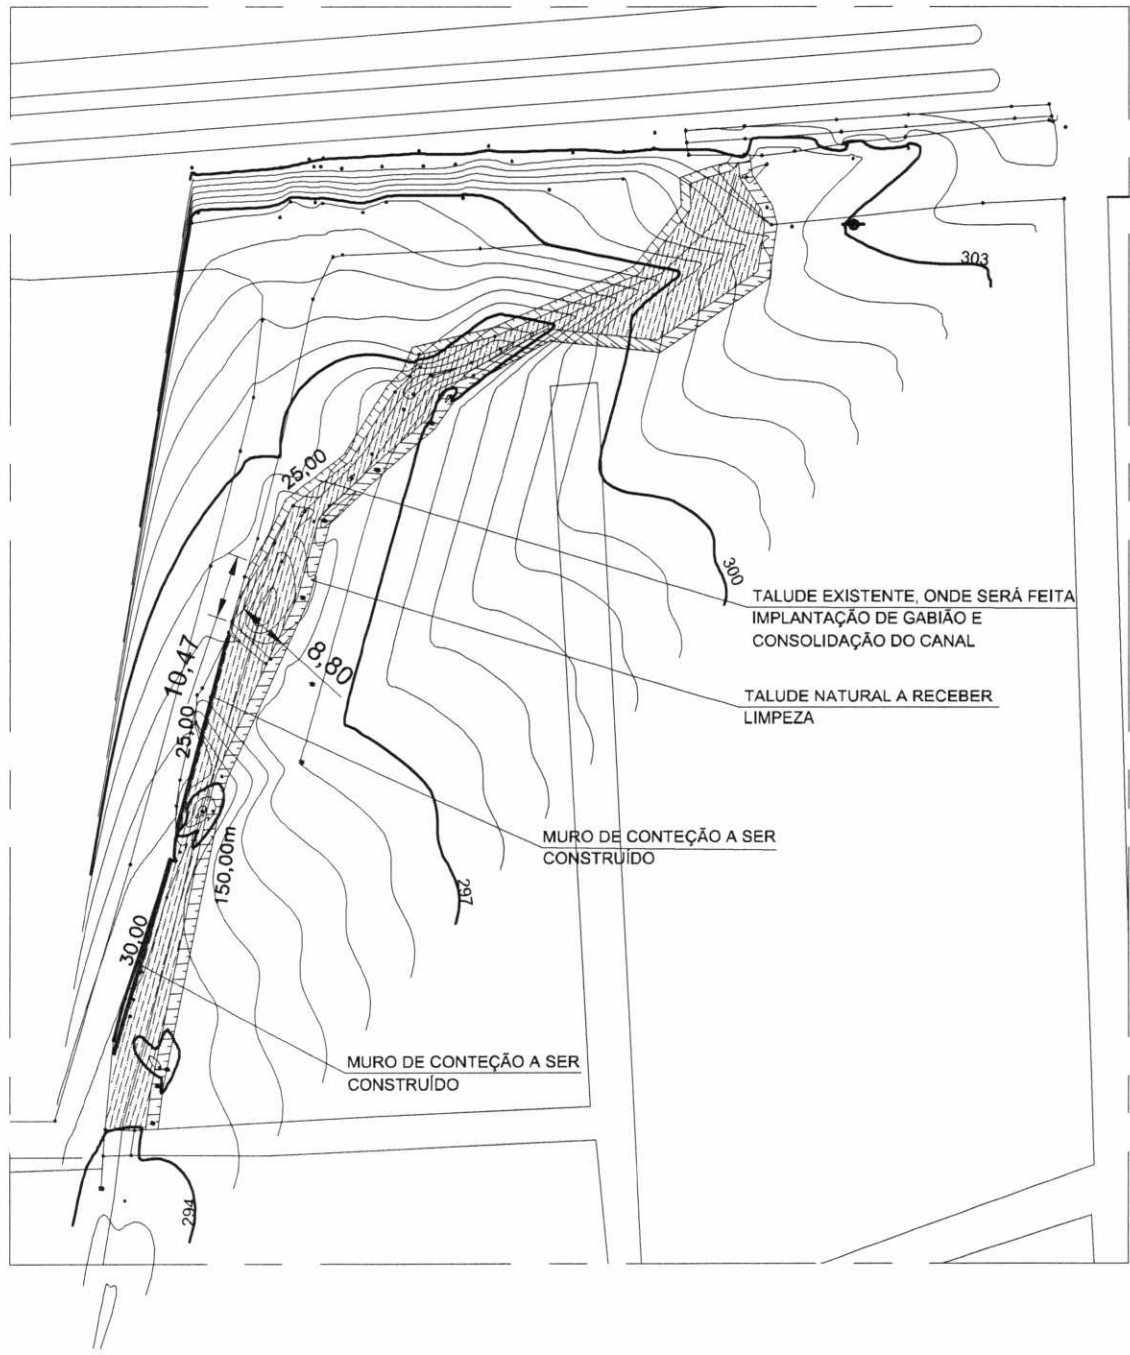 303
25,00
300
TALUDE EXISTENTE, ONDE SERÁ FEITA
IMPLANTAÇÃO DE GABIÃO E
CONSOLIDAÇÃO DO CANAL
10,47
8,80
TALUDE NATURAL A RECEBER
LIMPEZA
25,00
MURO DE CONTEÇÃO A SER
CONSTRUÍDO
150,00m
297
30,00
MURO DE CONTEÇÃO A SER
CONSTRUÍDO
294